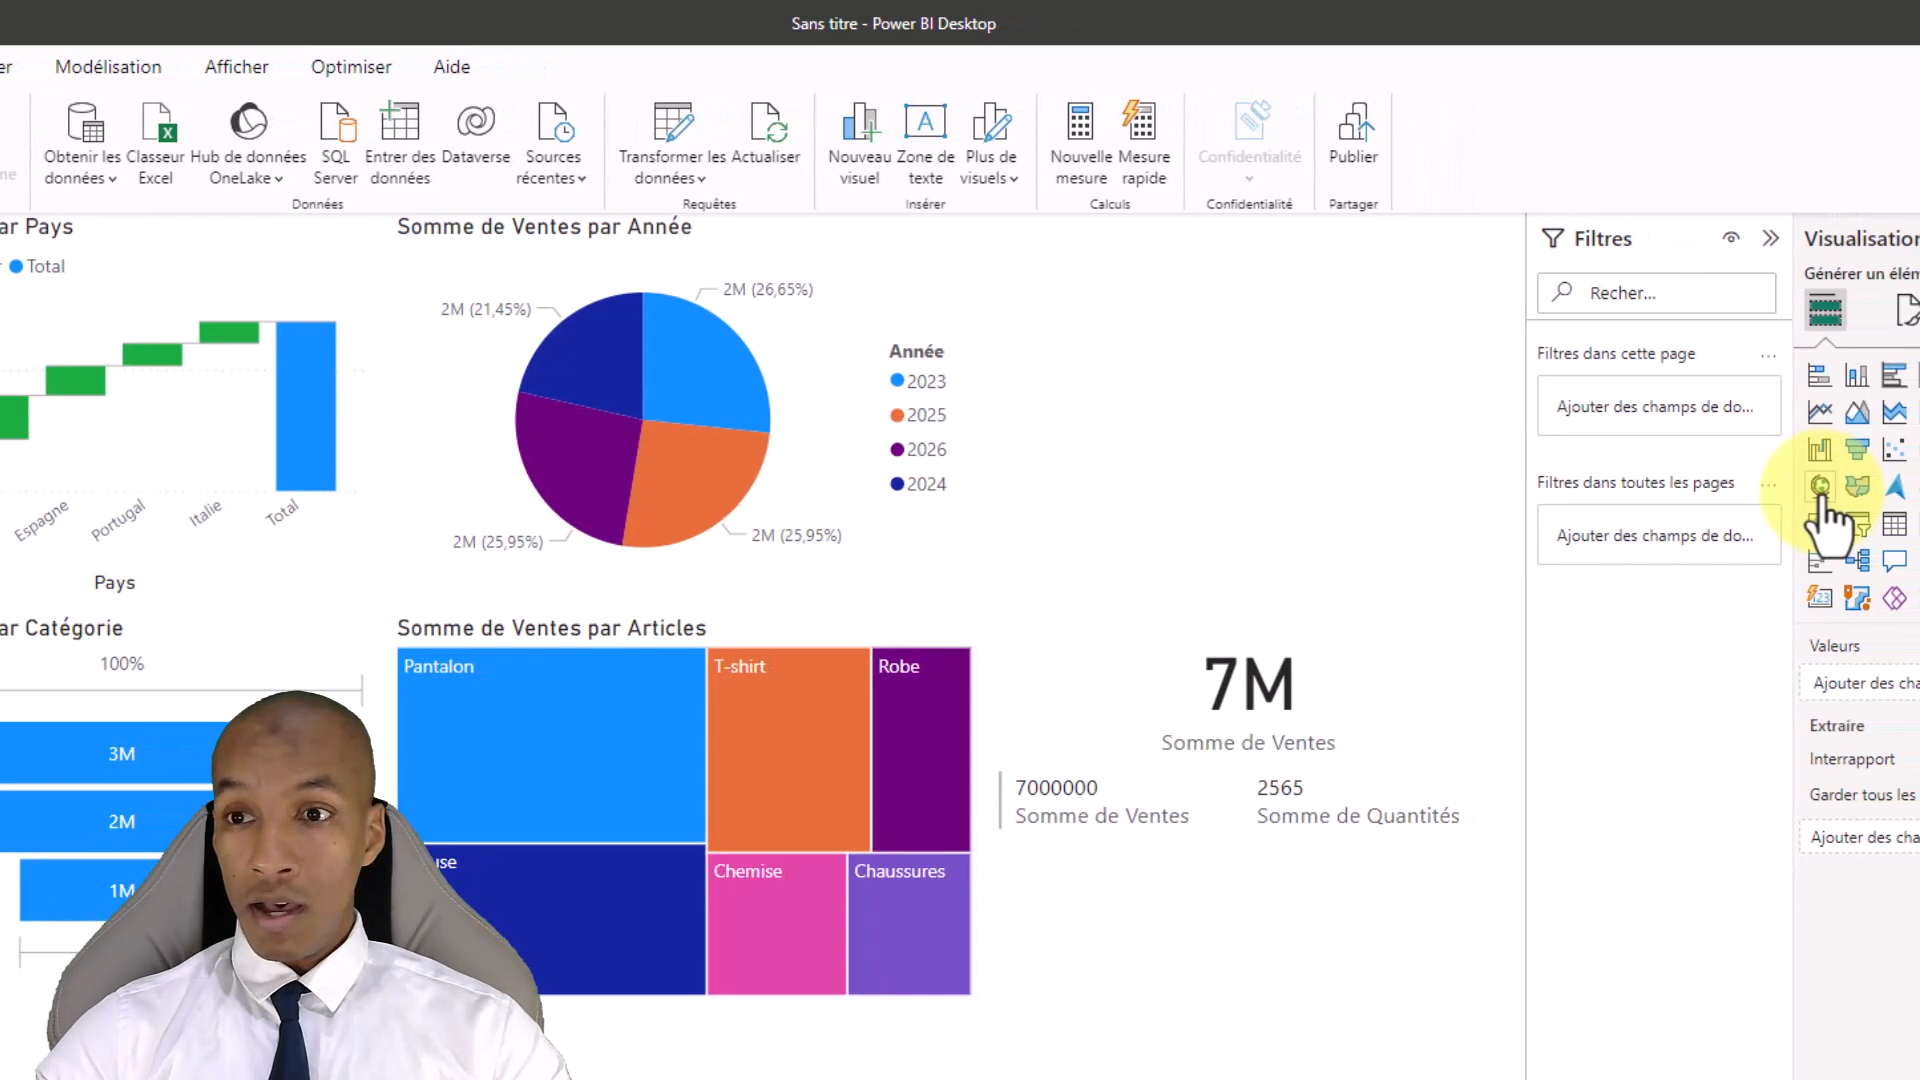 Sans titre - Power BI Desktop
er
Modélisation
Afficher
Optimiser
Aide
me
Obtenir les
données
Classeur
Excel
Hub de données
OneLake
SQL
Server
Entrer des
données
Dataverse
Sources
récentes
Données
Transformer les
données
Actualiser
Requêtes
Nouveau
visuel
Zone de
texte
Plus de
visuels
Insérer
Nouvelle
mesure
Mesure
rapide
Calculs
Confidentialité
Confidentialité
Publier
Partager
ar Pays
Total
Espagne
Portugal
Italie
Total
Pays
Somme de Ventes par Année
2M (21,45%)
2M (26,65%)
2M (25,95%)
2M (25,95%)
Année
2023
2025
2026
2024
ar Catégorie
100%
3M
2M
1M
Somme de Ventes par Articles
Pantalon
T-shirt
Robe
use
Chemise
Chaussures
7M
Somme de Ventes
7000000
Somme de Ventes
2565
Somme de Quantités
Filtres
Recher...
Filtres dans cette page
...
Ajouter des champs de do...
Filtres dans toutes les pages
...
Ajouter des champs de do...
Visualisation
Générer un élém
123
Valeurs
Ajouter des cha
Extraire
Interrapport
Garder tous les
Ajouter des cha